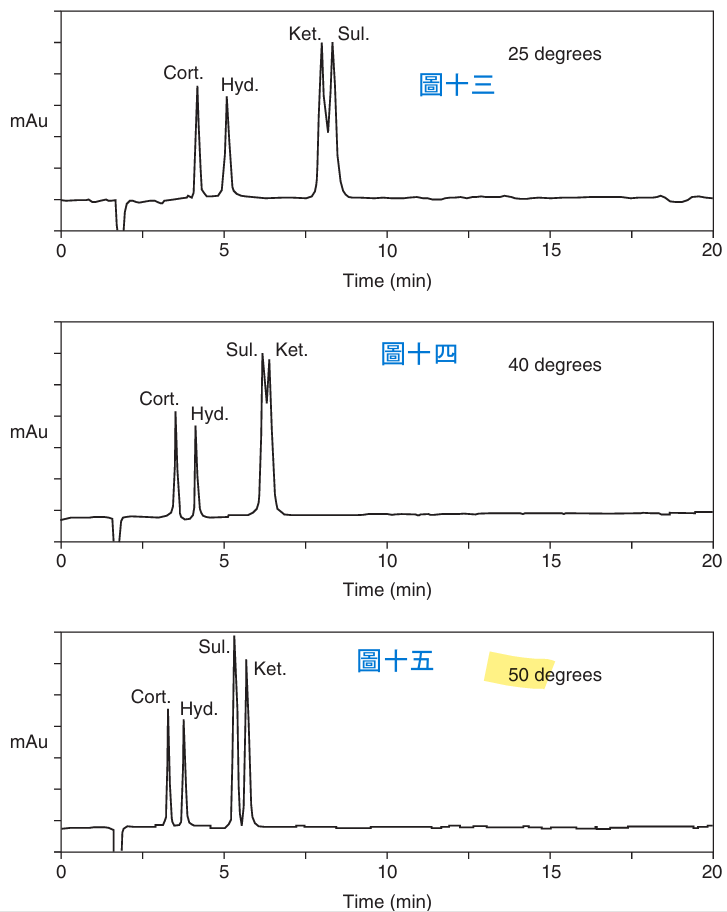 Ket. Sul.
25 degrees
Cort.
Hyd.
圖十三
mAu
0 5 10 15 20
Time (min)
Sul. Ket.
圖十四
40 degrees
Cort.
Hyd.
mAu
0 5 10 15 20
Time (min)
Sul.
圖十五
Ket.
50 degrees
Cort.
Hyd.
mAu
0 5 10 15 20
Time (min)